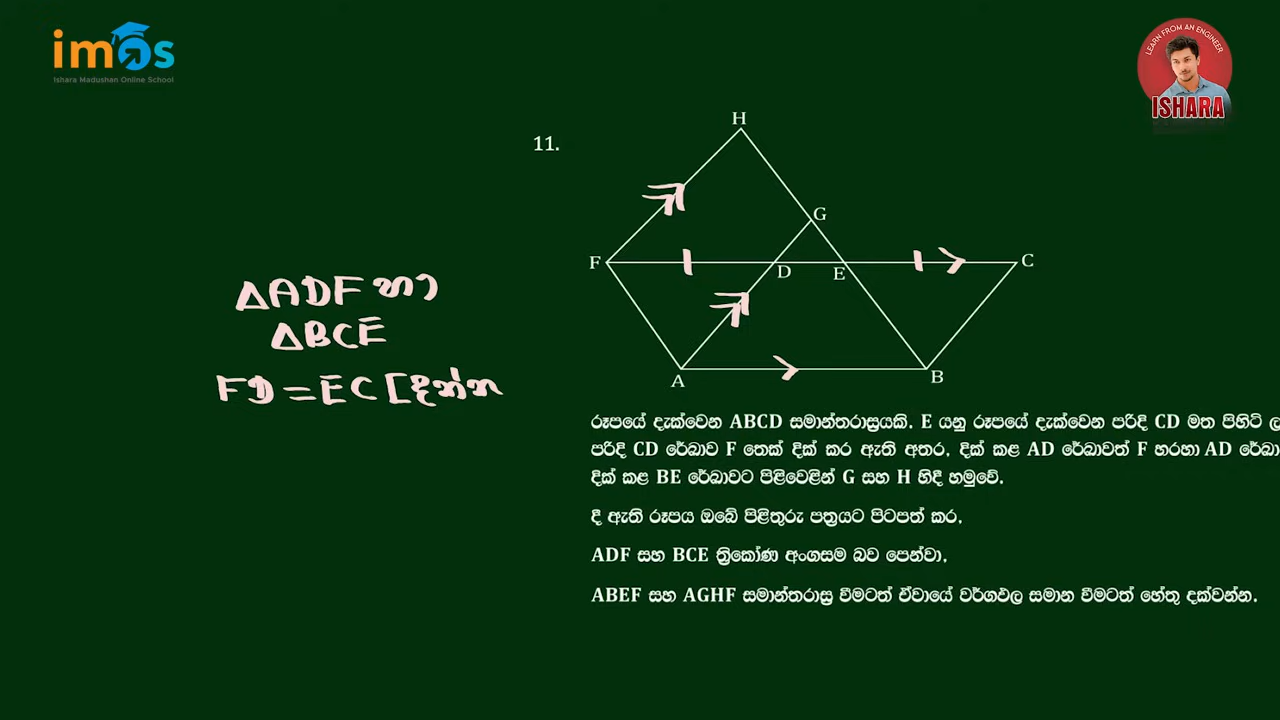 imos
Ishara Madushan Online School
LEARN FROM AN ENGINEER
ISHARA
11.
H
G
F
D
E
C
A
B
ΔADF හා
ΔBCE
FD = EC [දත්ත
රූපයේ දැක්වෙන ABCD සමාන්තරාස්‍රයකි. E යනු රූපයේ දැක්වෙන පරිදි CD මත පිහිටි
පරිදි CD රේඛාව F තෙක් දික් කර ඇති අතර, දික් කළ AD රේඛාවත් F හරහා AD
දික් කළ BE රේඛාවට පිළිවෙළින් G සහ H හිදී හමුවේ.
දී ඇති රූපය ඔබේ පිළිතුරු පත්‍රයට පිටපත් කර,
ADF සහ BCE ත්‍රිකෝණ අංගසම බව පෙන්වා,
ABEF සහ AGHF සමාන්තරාස්‍ර වීමටත් ඒවායේ වර්ගඵල සමාන වීමටත් හේතු දක්වන්න.